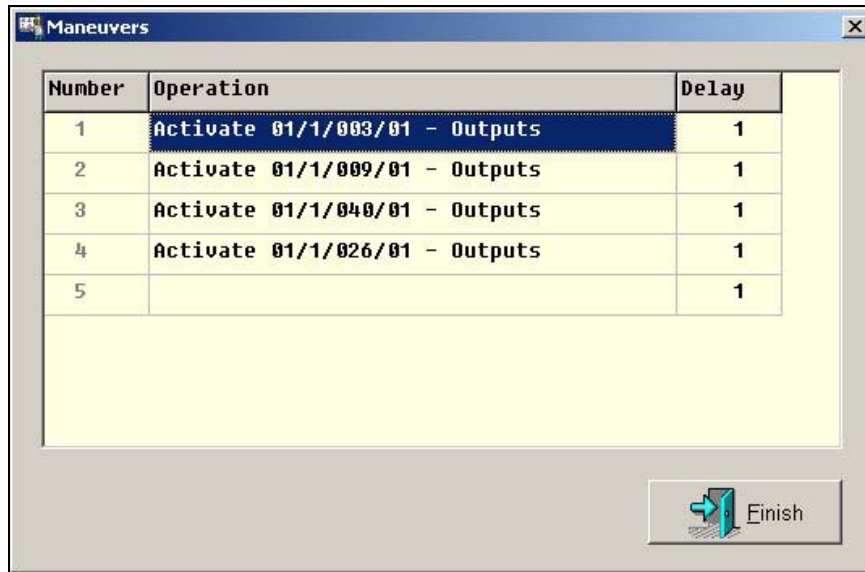 Maneuvers
Number Operation Delay
1 Activate 01/1/003/01 - Outputs 1
2 Activate 01/1/009/01 - Outputs 1
3 Activate 01/1/040/01 - Outputs 1
4 Activate 01/1/026/01 - Outputs 1
5 1
Finish